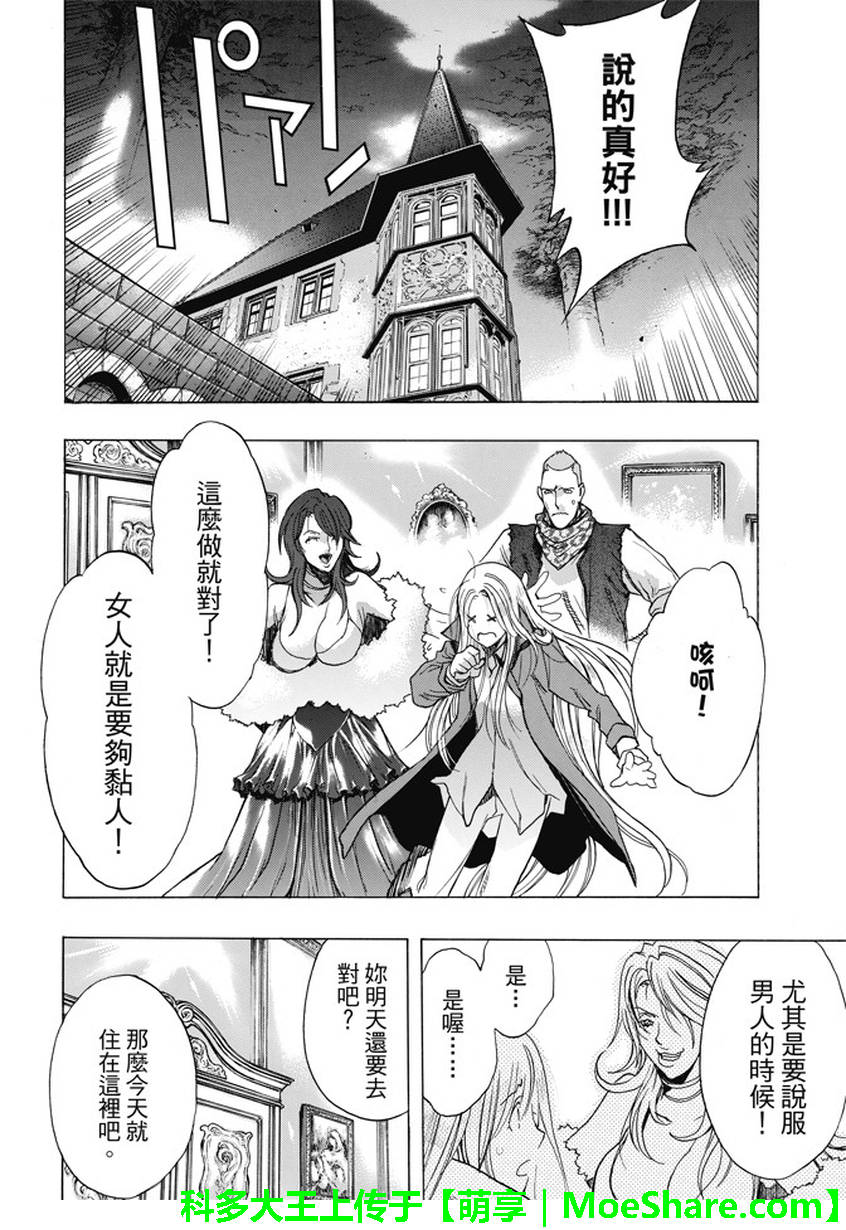 說的真好!!!
パァン
咳呵!
這麼做就對了!
女人就是要夠黏人!
尤其是要說服
男人的時候!
是…
是喔……
妳明天還要去
對吧?
那麼今天就
住在這裡吧。
科多大王上传于【萌享|MoeShare.com】